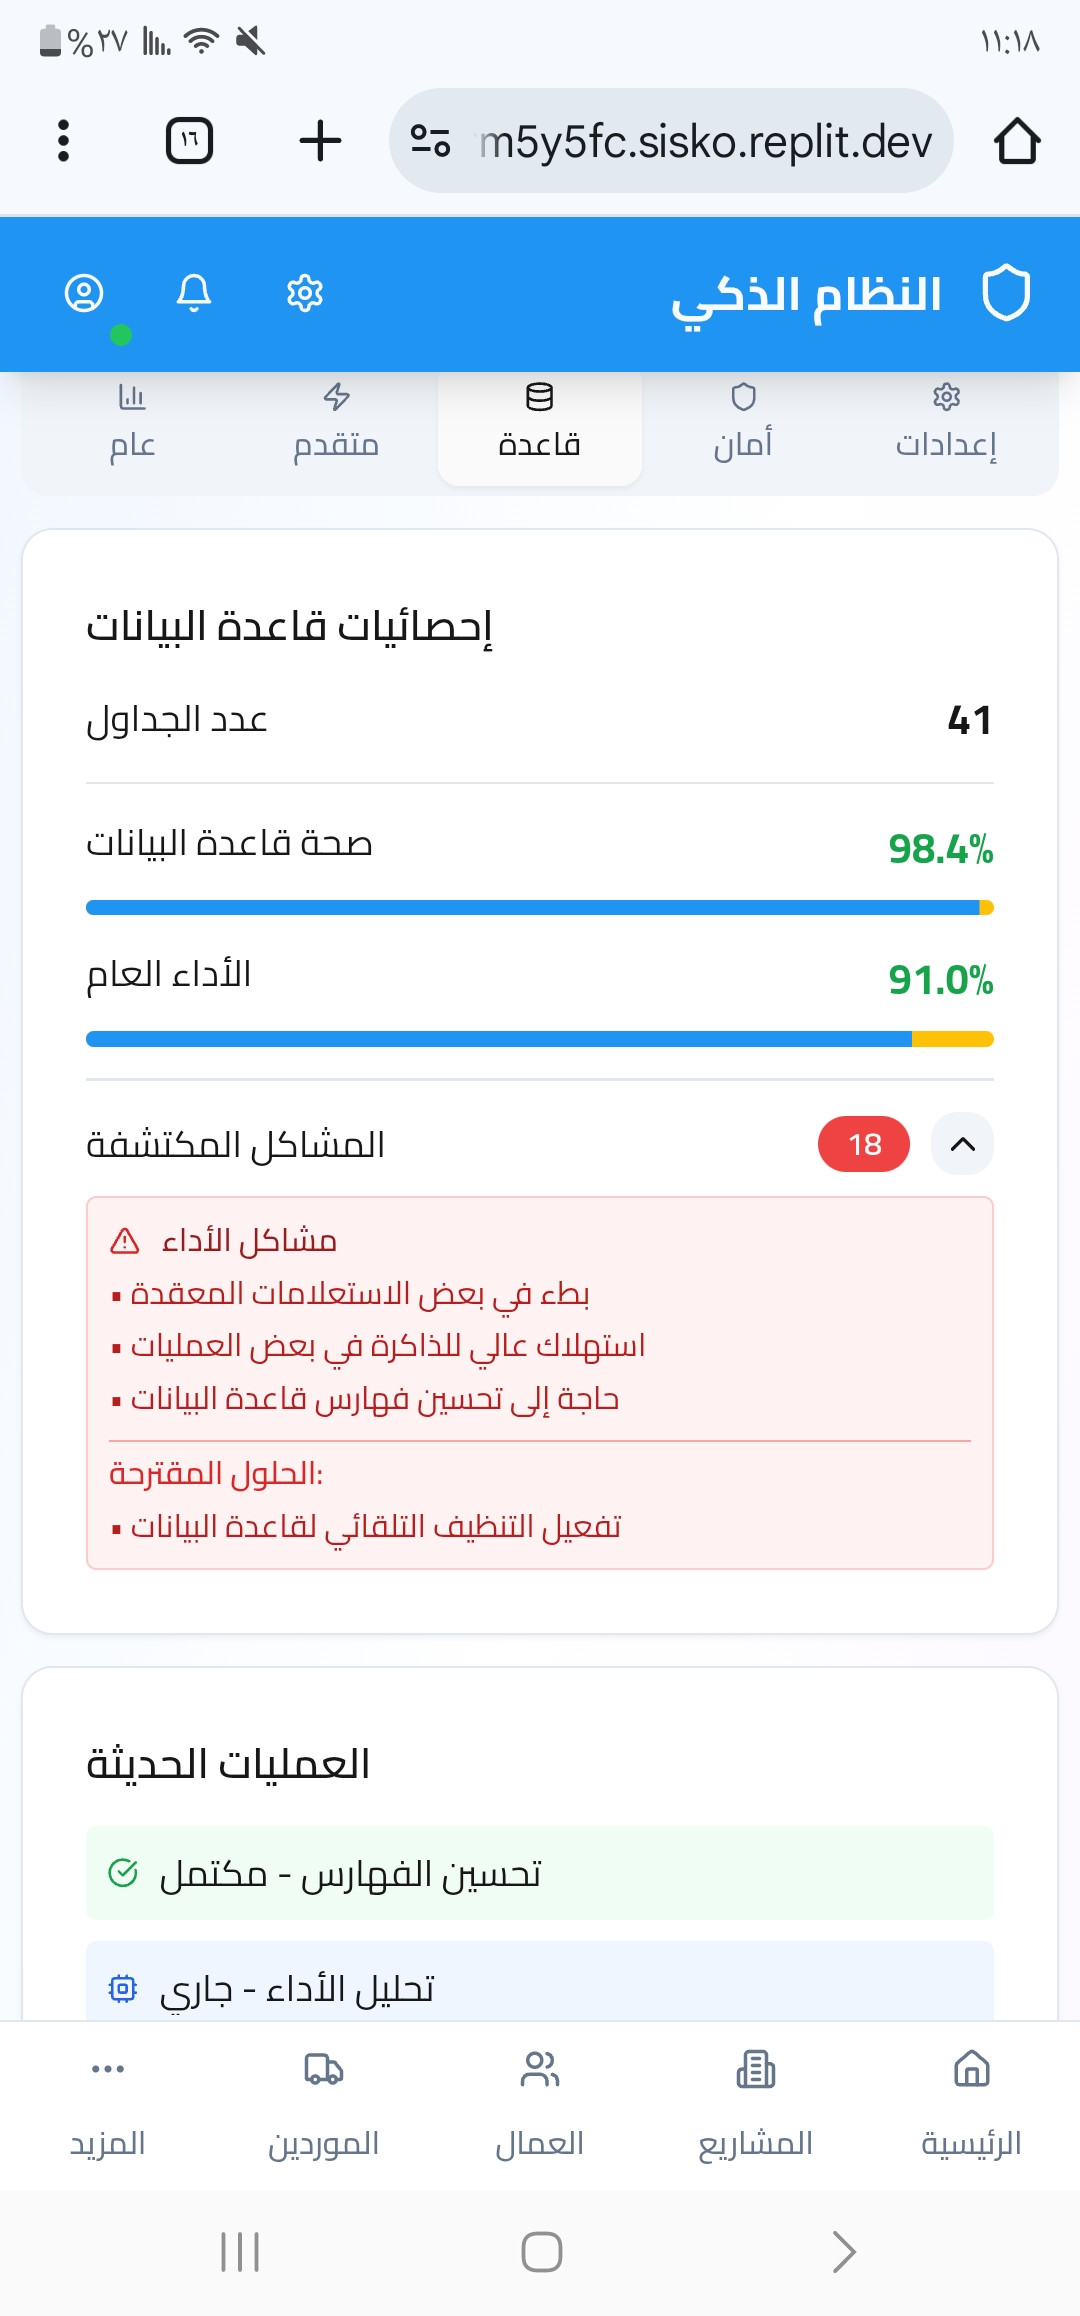 ١١:١٨
%٢٧
m5y5fc.sisko.replit.dev
١٦
النظام الذكي
إعدادات
أمان
قاعدة
متقدم
عام
إحصائيات قاعدة البيانات
عدد الجداول
41
صحة قاعدة البيانات
98.4%
الأداء العام
91.0%
المشاكل المكتشفة
18
مشاكل الأداء
▪ بطء في بعض الاستعلامات المعقدة
▪ استهلاك عالي للذاكرة في بعض العمليات
▪ حاجة إلى تحسين فهارس قاعدة البيانات
الحلول المقترحة:
▪ تفعيل التنظيف التلقائي لقاعدة البيانات
العمليات الحديثة
تحسين الفهارس - مكتمل
تحليل الأداء - جاري
الرئيسية
المشاريع
العمال
الموردين
المزيد